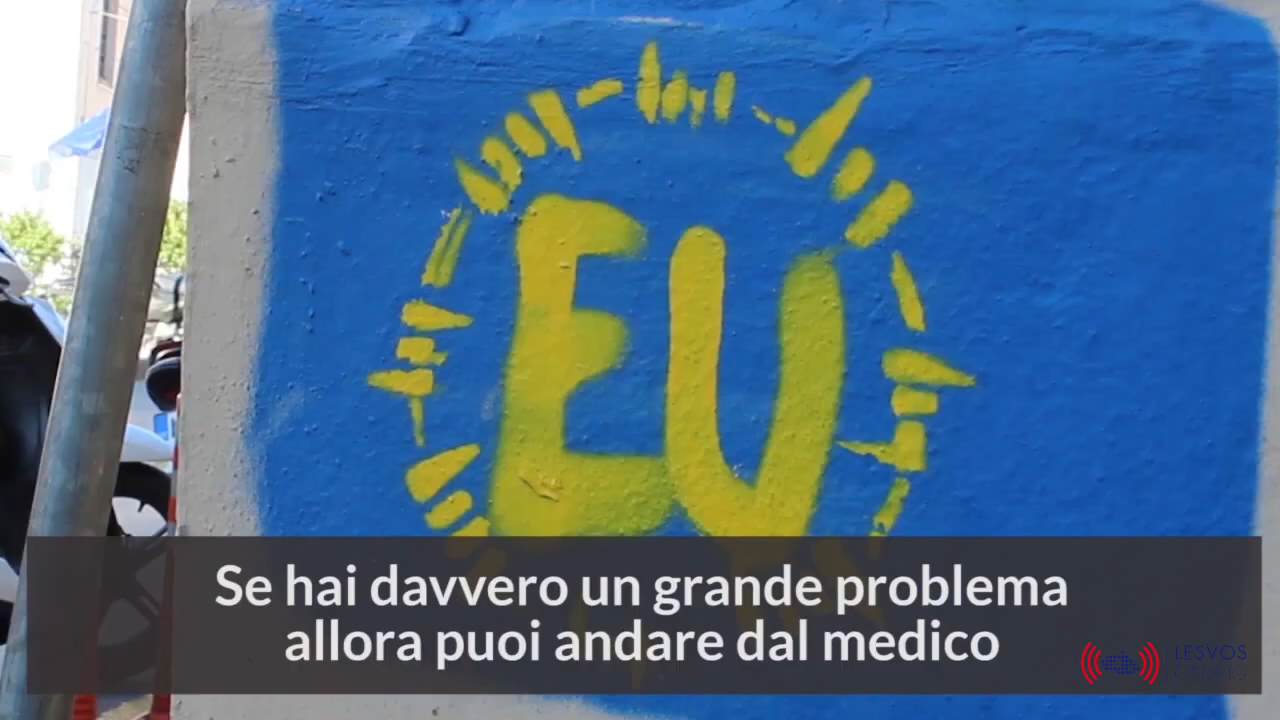 EU
Se hai davvero un grande problema
allora puoi andare dal medico
LESVOS